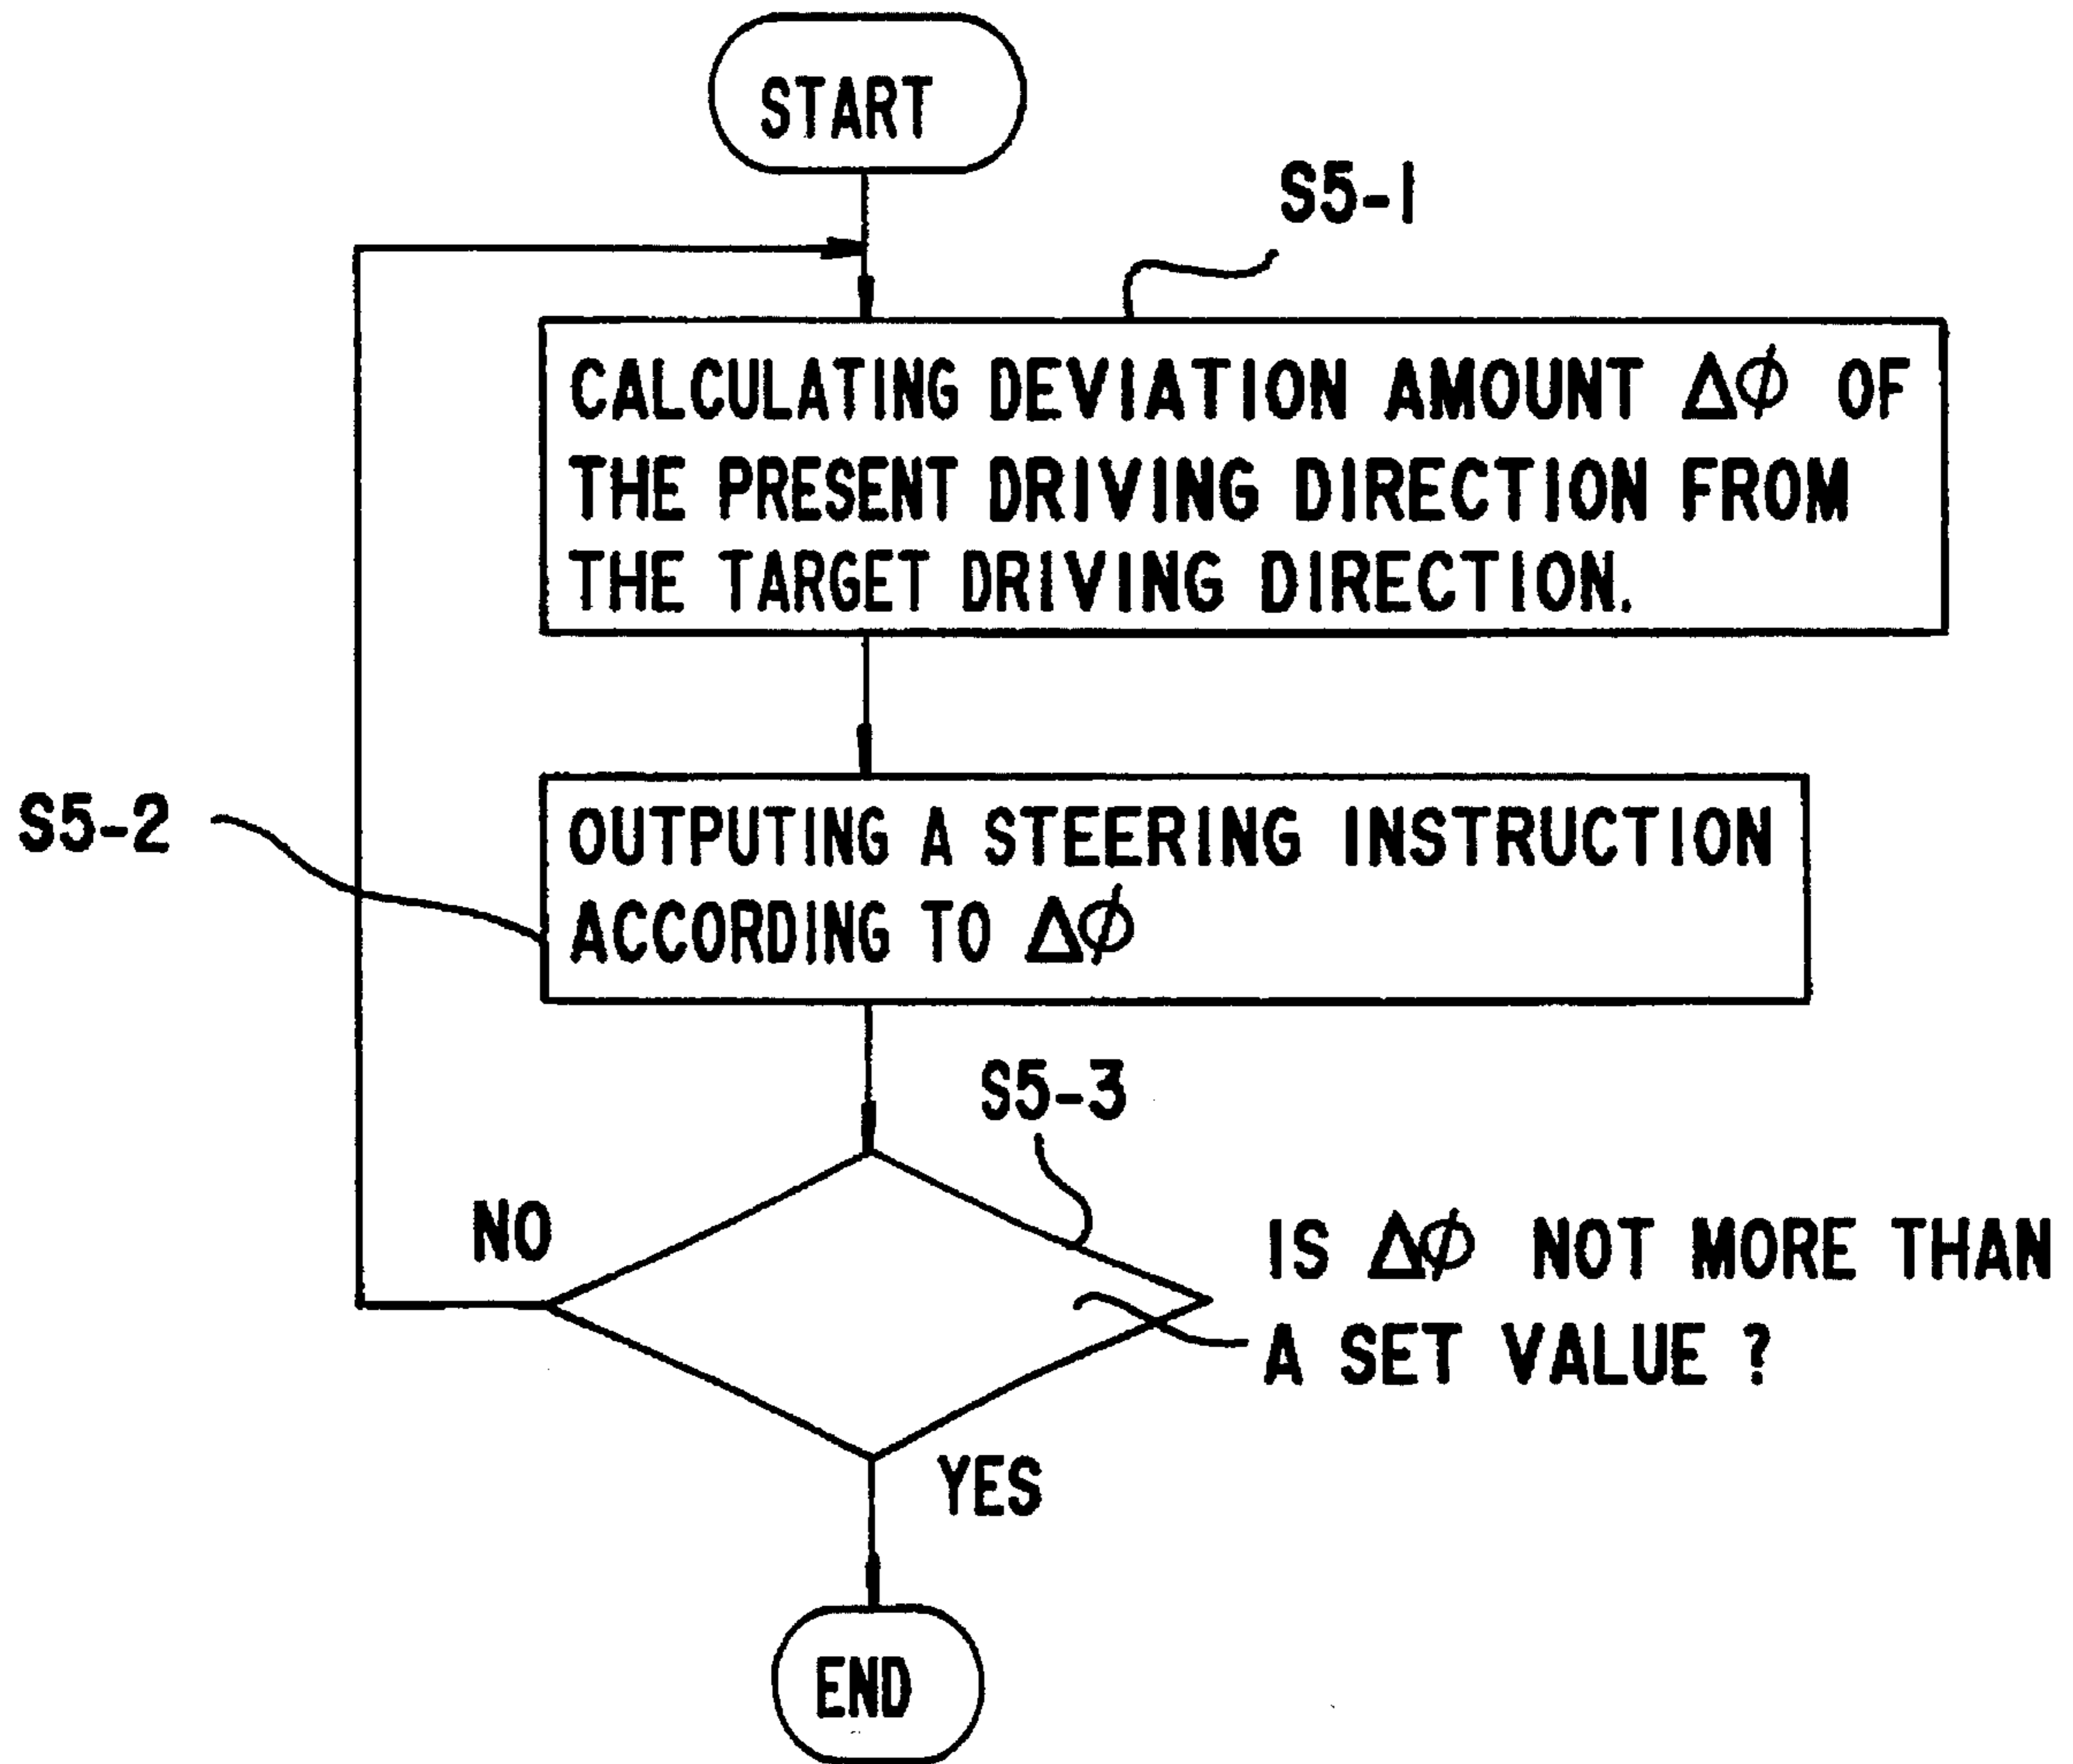 START
S5-1
CALCULATING DEVIATION AMOUNT Δφ OF
THE PRESENT DRIVING DIRECTION FROM
THE TARGET DRIVING DIRECTION.
S5-2
OUTPUTING A STEERING INSTRUCTION
ACCORDING TO Δφ
S5-3
NO
IS Δφ NOT MORE THAN
A SET VALUE ?
YES
END